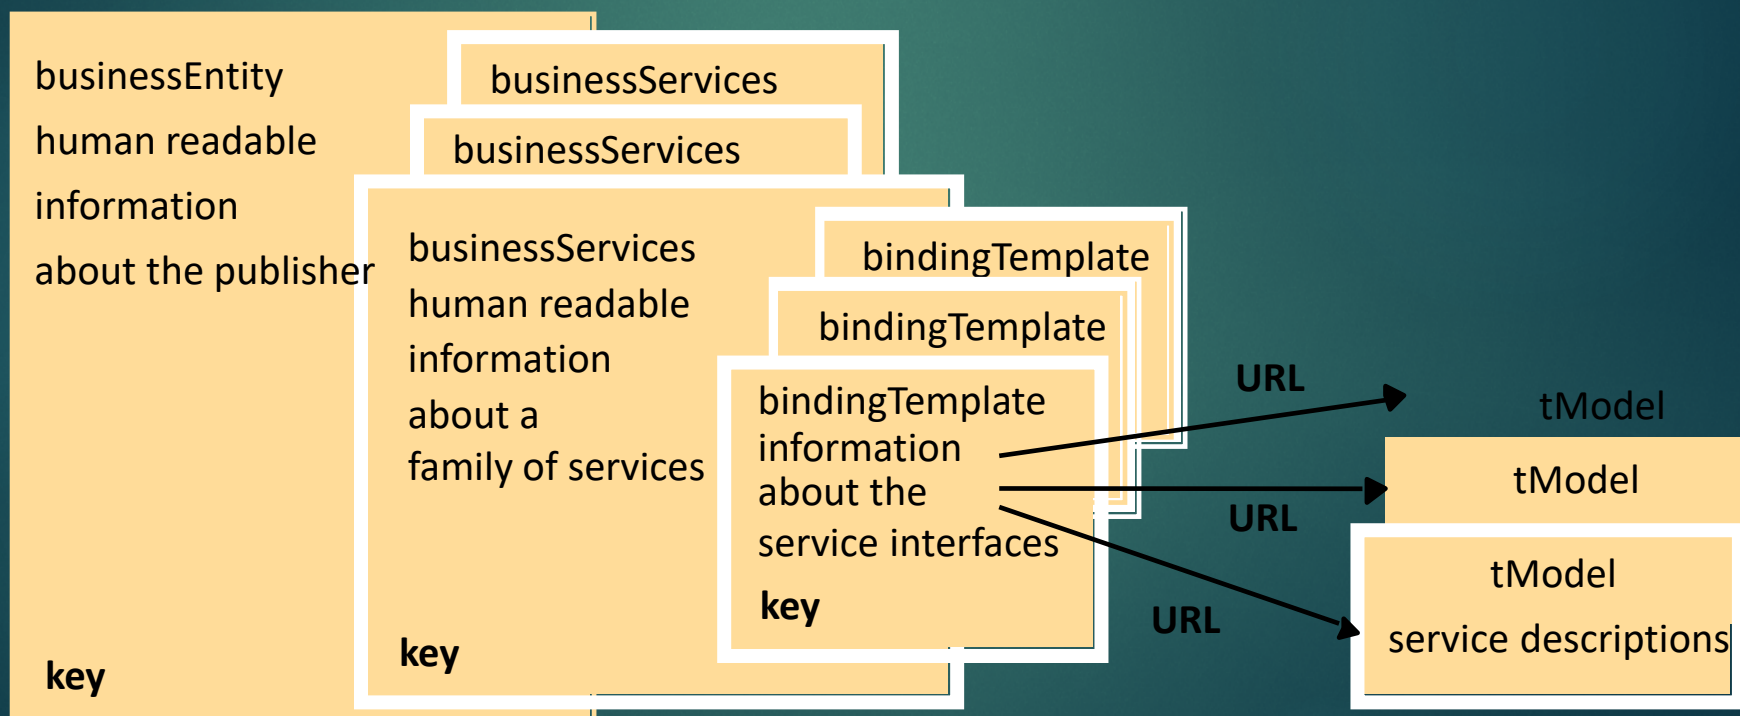 businessEntity
human readable
information
about the publisher
key
businessServices
businessServices
businessServices
human readable
information
about a
family of services
key
bindingTemplate
bindingTemplate
bindingTemplate
information
about the
service interfaces
key
URL
URL
URL
tModel
tModel
tModel
service descriptions